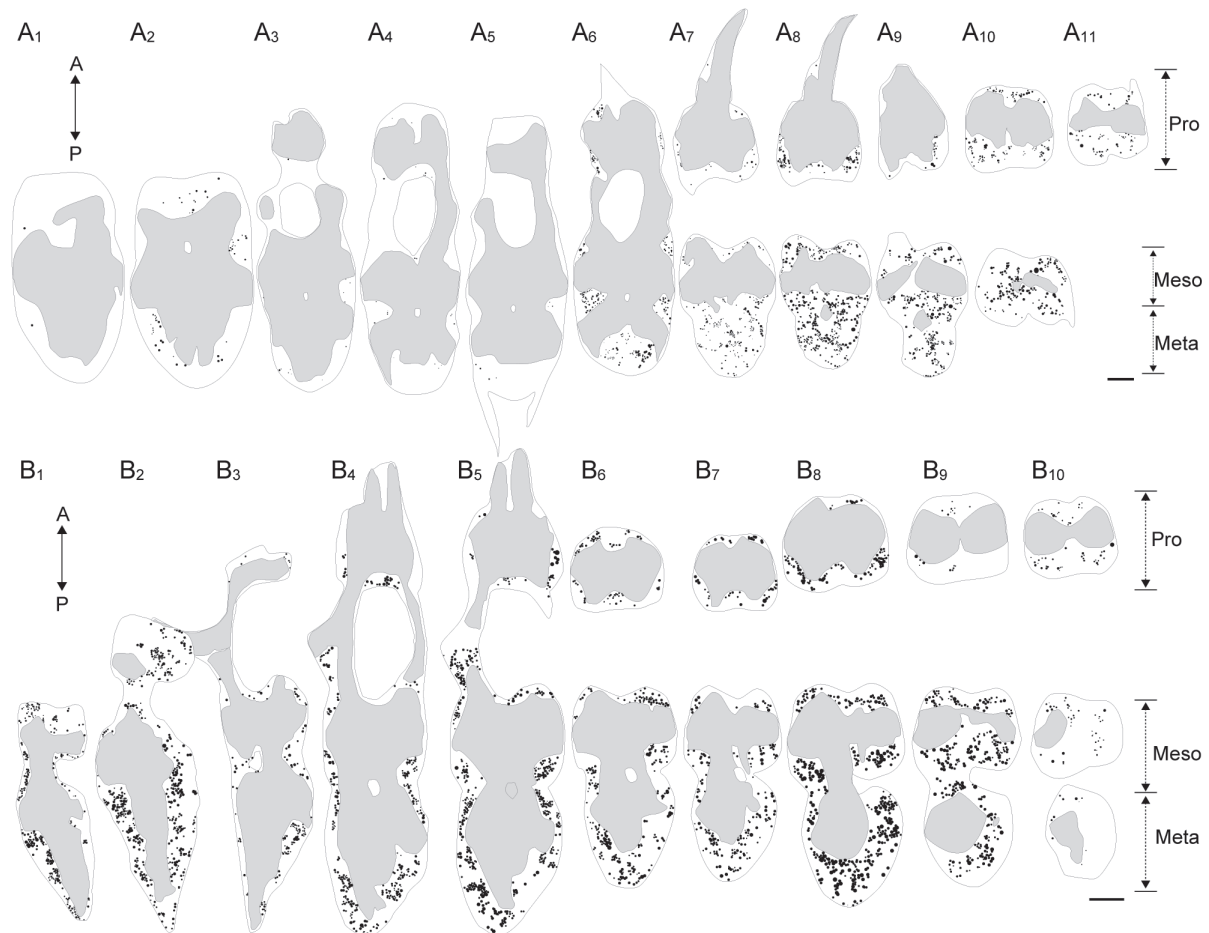 A1 A2 A3 A4 A5 A6 A7 A8 A9 A10 A11
A
P
Pro
Meso
Meta
B1 B2 B3 B4 B5 B6 B7 B8 B9 B10
A
P
Pro
Meso
Meta